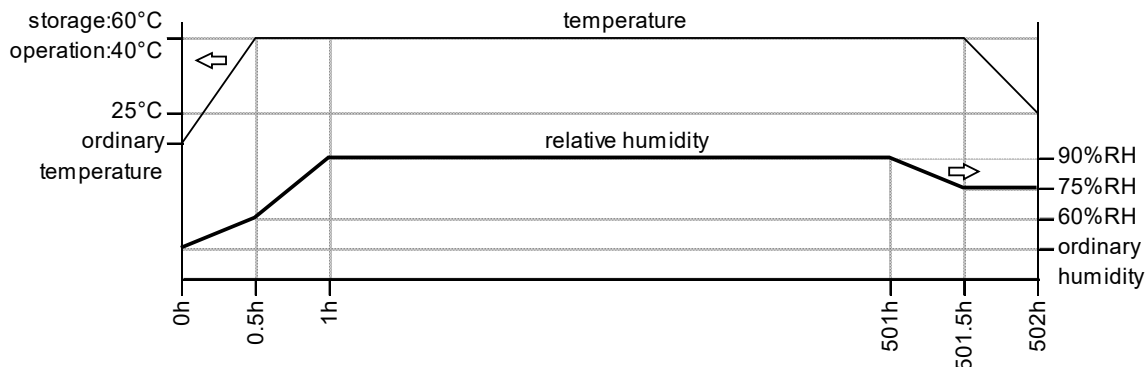 storage:60°C
operation:40°C
temperature
25°C
ordinary
temperature
relative humidity
90%RH
75%RH
60%RH
ordinary
humidity
0h
0.5h
1h
501h
501.5h
502h